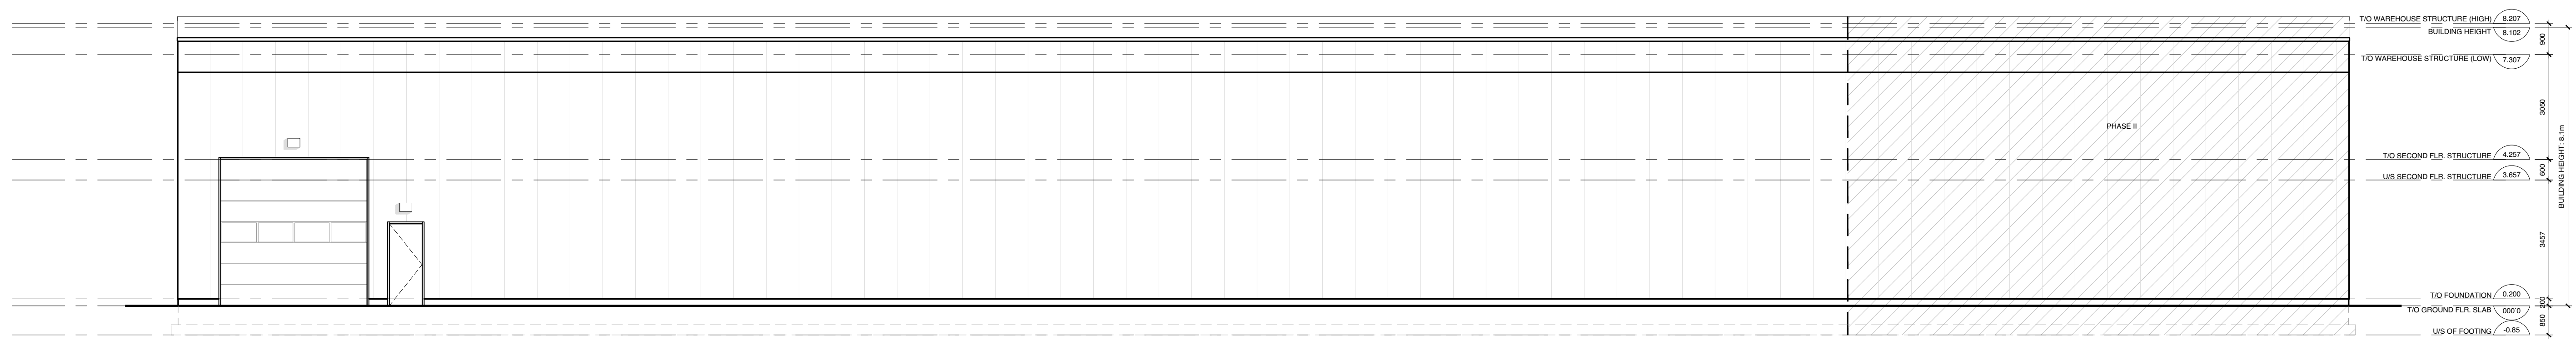 T/O WAREHOUSE STRUCTURE (HIGH) 8.207
BUILDING HEIGHT 8.102
900
T/O WAREHOUSE STRUCTURE (LOW) 7.307
3050
PHASE II
BUILDING HEIGHT: 8.1m
T/O SECOND FLR. STRUCTURE 4.257
600
U/S SECOND FLR. STRUCTURE 3.657
3457
T/O FOUNDATION 0.200
200
T/O GROUND FLR. SLAB 000`0
850
U/S OF FOOTING -0.85